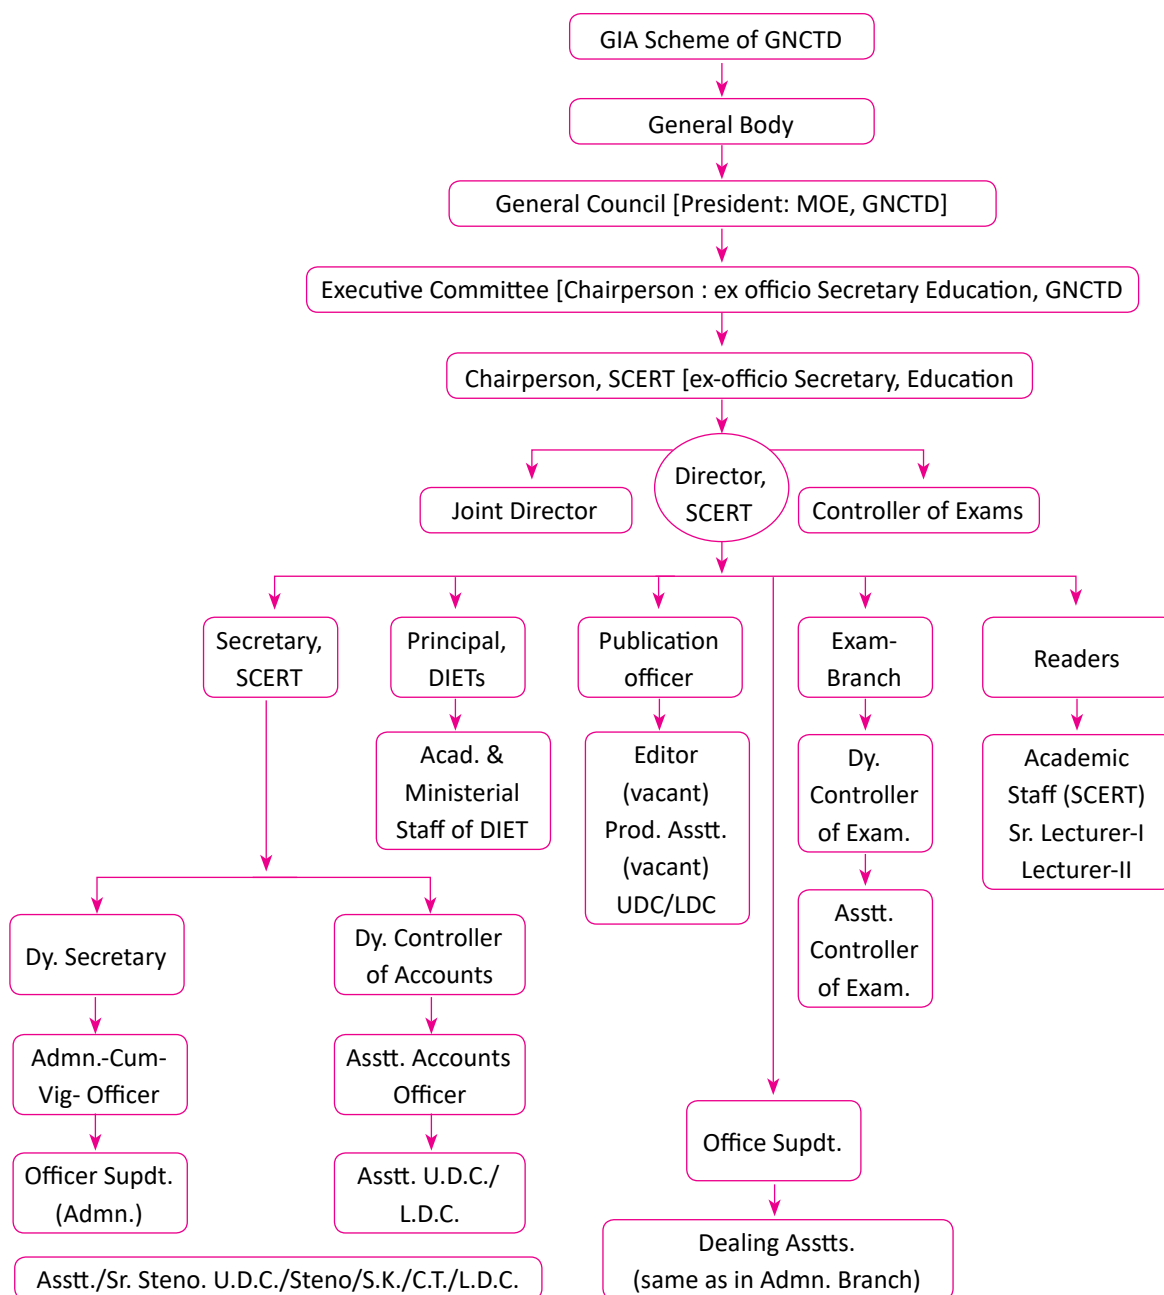 GIA Scheme of GNCTD
General Body
General Council [President: MOE, GNCTD]
Executive Committee [Chairperson : ex officio Secretary Education, GNCTD
Chairperson, SCERT [ex-officio Secretary, Education
Director,
SCERT
Joint Director
Controller of Exams
Secretary,
SCERT
Principal,
DIETs
Publication
officer
Exam-
Branch
Readers
Acad. &
Ministerial
Staff of DIET
Editor
(vacant)
Prod. Asstt.
(vacant)
UDC/LDC
Dy.
Controller
of Exam.
Academic
Staff (SCERT)
Sr. Lecturer-I
Lecturer-II
Asstt.
Controller
of Exam.
Dy. Secretary
Dy. Controller
of Accounts
Admn.-Cum-
Vig- Officer
Asstt. Accounts
Officer
Office Supdt.
Officer Supdt.
(Admn.)
Asstt. U.D.C./
L.D.C.
Dealing Asstts.
(same as in Admn. Branch)
Asstt./Sr. Steno. U.D.C./Steno/S.K./C.T./L.D.C.